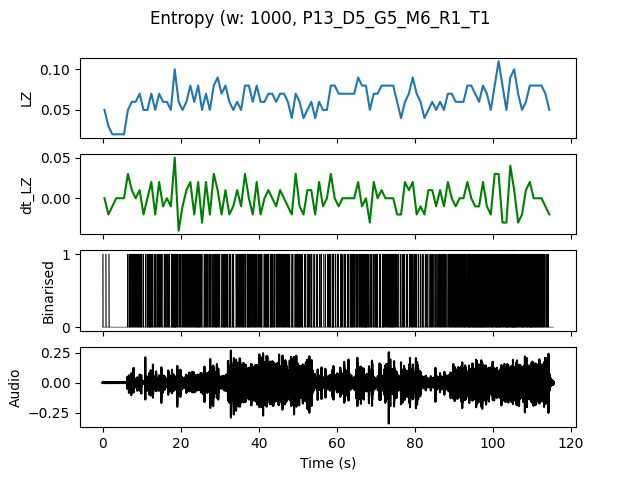 Entropy (w: 1000, P13_D5_G5_M6_R1_T1
0.10
0.05
LZ
0.05
0.00
dt_LZ
1
0
Binarised
0.25
0.00
−0.25
Audio
0 20 40 60 80 100 120
Time (s)